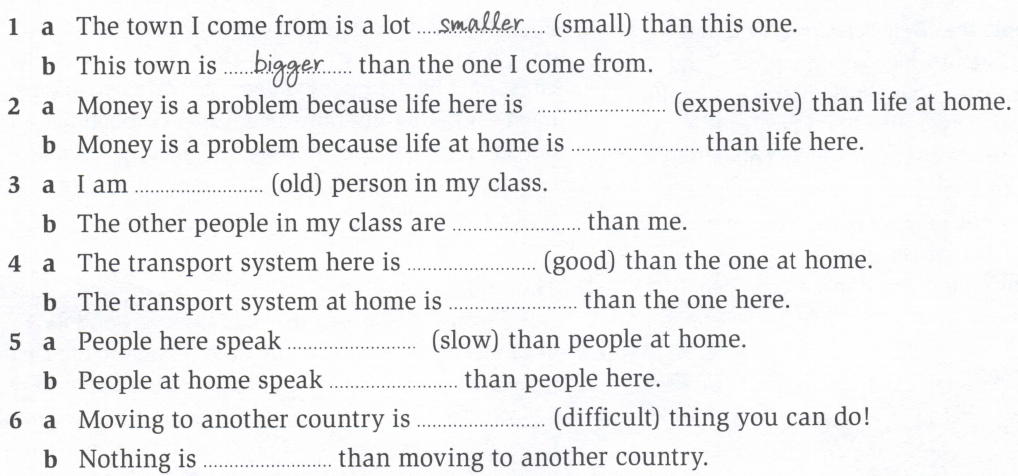 1 a The town I come from is a lot ....smaller.... (small) than this one.
b This town is .....bigger..... than the one I come from.
2 a Money is a problem because life here is ...................... (expensive) than life at home.
b Money is a problem because life at home is ...................... than life here.
3 a I am ...................... (old) person in my class.
b The other people in my class are ...................... than me.
4 a The transport system here is ...................... (good) than the one at home.
b The transport system at home is ...................... than the one here.
5 a People here speak ...................... (slow) than people at home.
b People at home speak ...................... than people here.
6 a Moving to another country is ...................... (difficult) thing you can do!
b Nothing is ...................... than moving to another country.